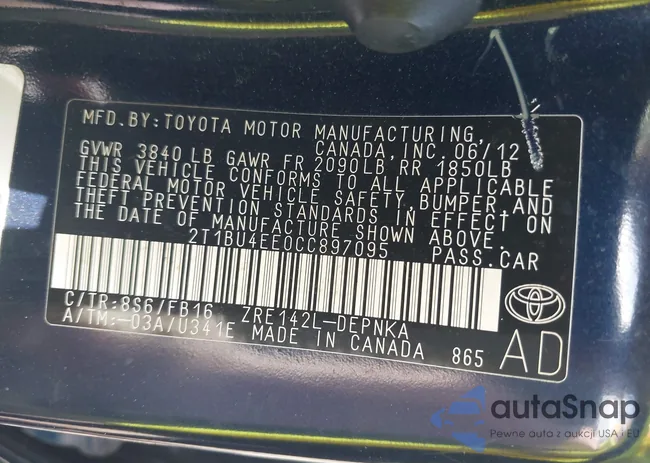 MFD.BY:TOYOTA MOTOR MANUFACTURING,
CANADA, INC. 06/12
GVWR 3840 LB GAWR FR 2090LB RR 1850LB
THIS VEHICLE CONFORMS TO ALL APPLICABLE
FEDERAL MOTOR VEHICLE SAFETY, BUMPER, AND
THEFT PREVENTION STANDARDS IN EFFECT ON
THE DATE OF MANUFACTURE SHOWN ABOVE.
2T1BU4EE0CC897095 PASS.CAR
C/TR:8S6/FB16 ZRE142L-DEPNKA
A/TM:-03A/U341E MADE IN CANADA 865 AD
autaSnap
Pewne auto z aukcji USA i EU